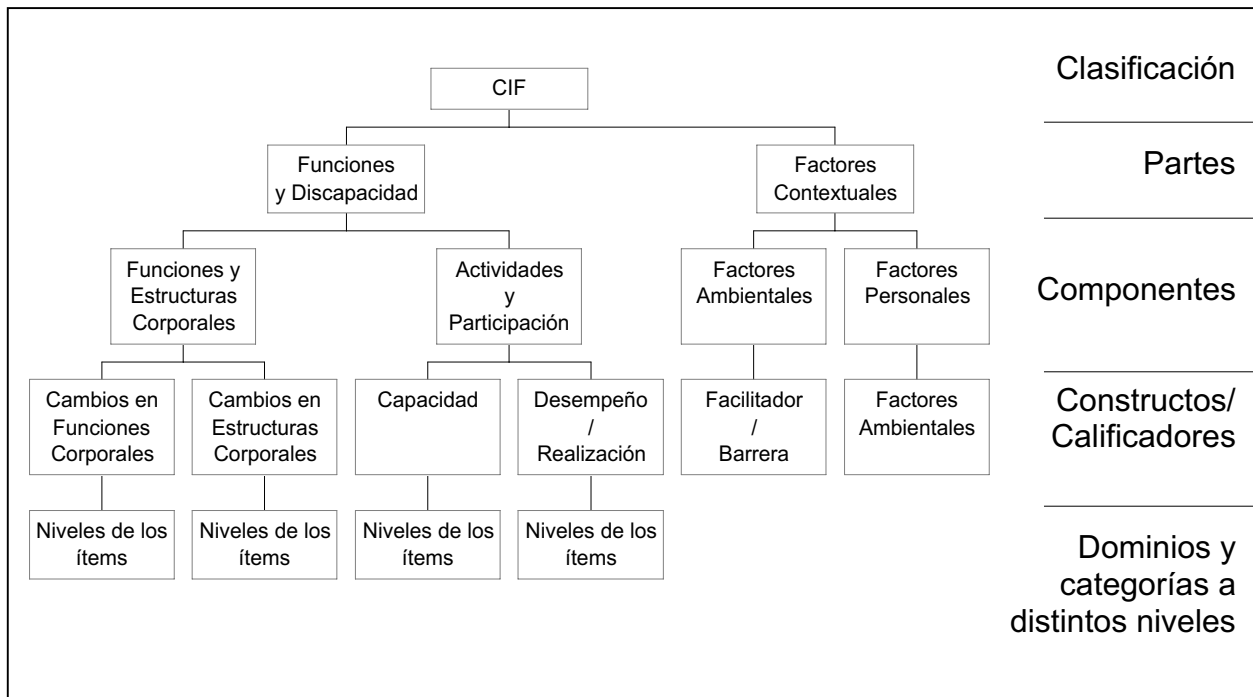 Clasificación
CIF
Partes
Funciones
y Discapacidad
Factores
Contextuales
Componentes
Funciones y
Estructuras
Corporales
Actividades
y
Participación
Factores
Ambientales
Factores
Personales
Constructos/
Calificadores
Cambios en
Funciones
Corporales
Cambios en
Estructuras
Corporales
Capacidad
Desempeño
/
Realización
Facilitador
/
Barrera
Factores
Ambientales
Niveles de los
ítems
Niveles de los
ítems
Niveles de los
ítems
Niveles de los
ítems
Dominios y
categorías a
distintos niveles